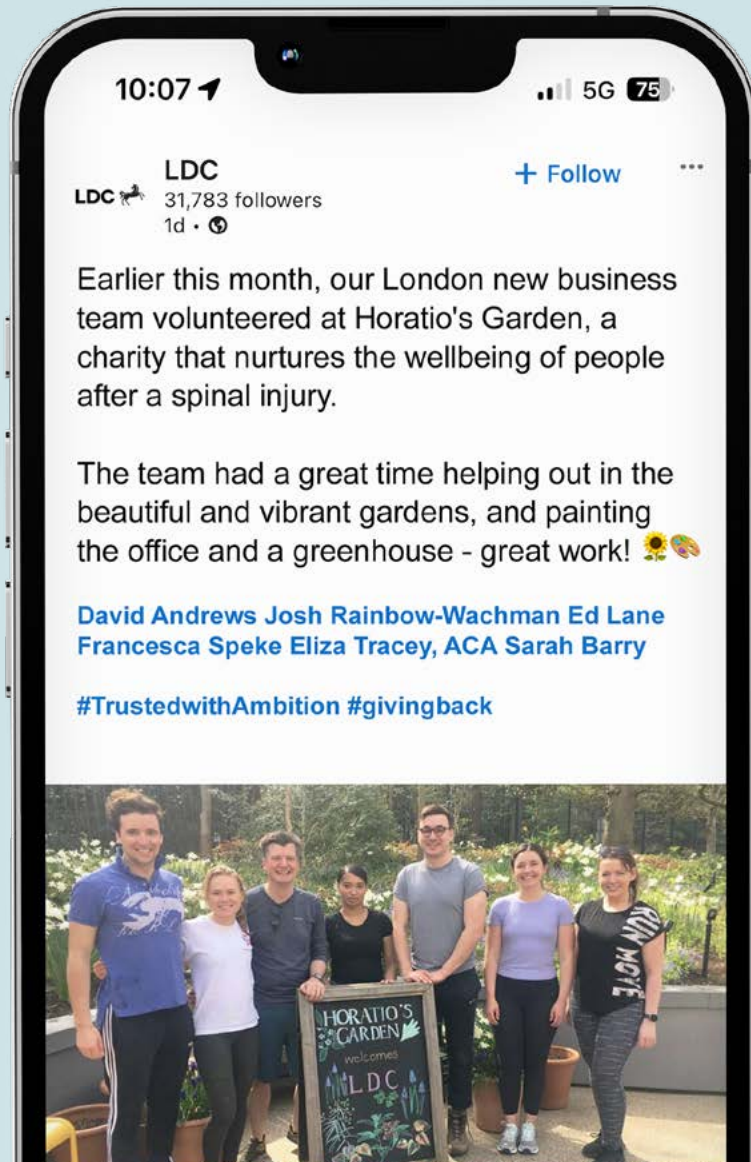 10:07
5G 75
LDC
LDC
+ Follow
31,783 followers
1d •
Earlier this month, our London new business
team volunteered at Horatio's Garden, a
charity that nurtures the wellbeing of people
after a spinal injury.
The team had a great time helping out in the
beautiful and vibrant gardens, and painting
the office and a greenhouse - great work! 🌻🎨
David Andrews Josh Rainbow-Wachman Ed Lane
Francesca Speke Eliza Tracey, ACA Sarah Barry
#TrustedwithAmbition #givingback
RUN MOVE
HORATIO'S
GARDEN
welcomes
LDC